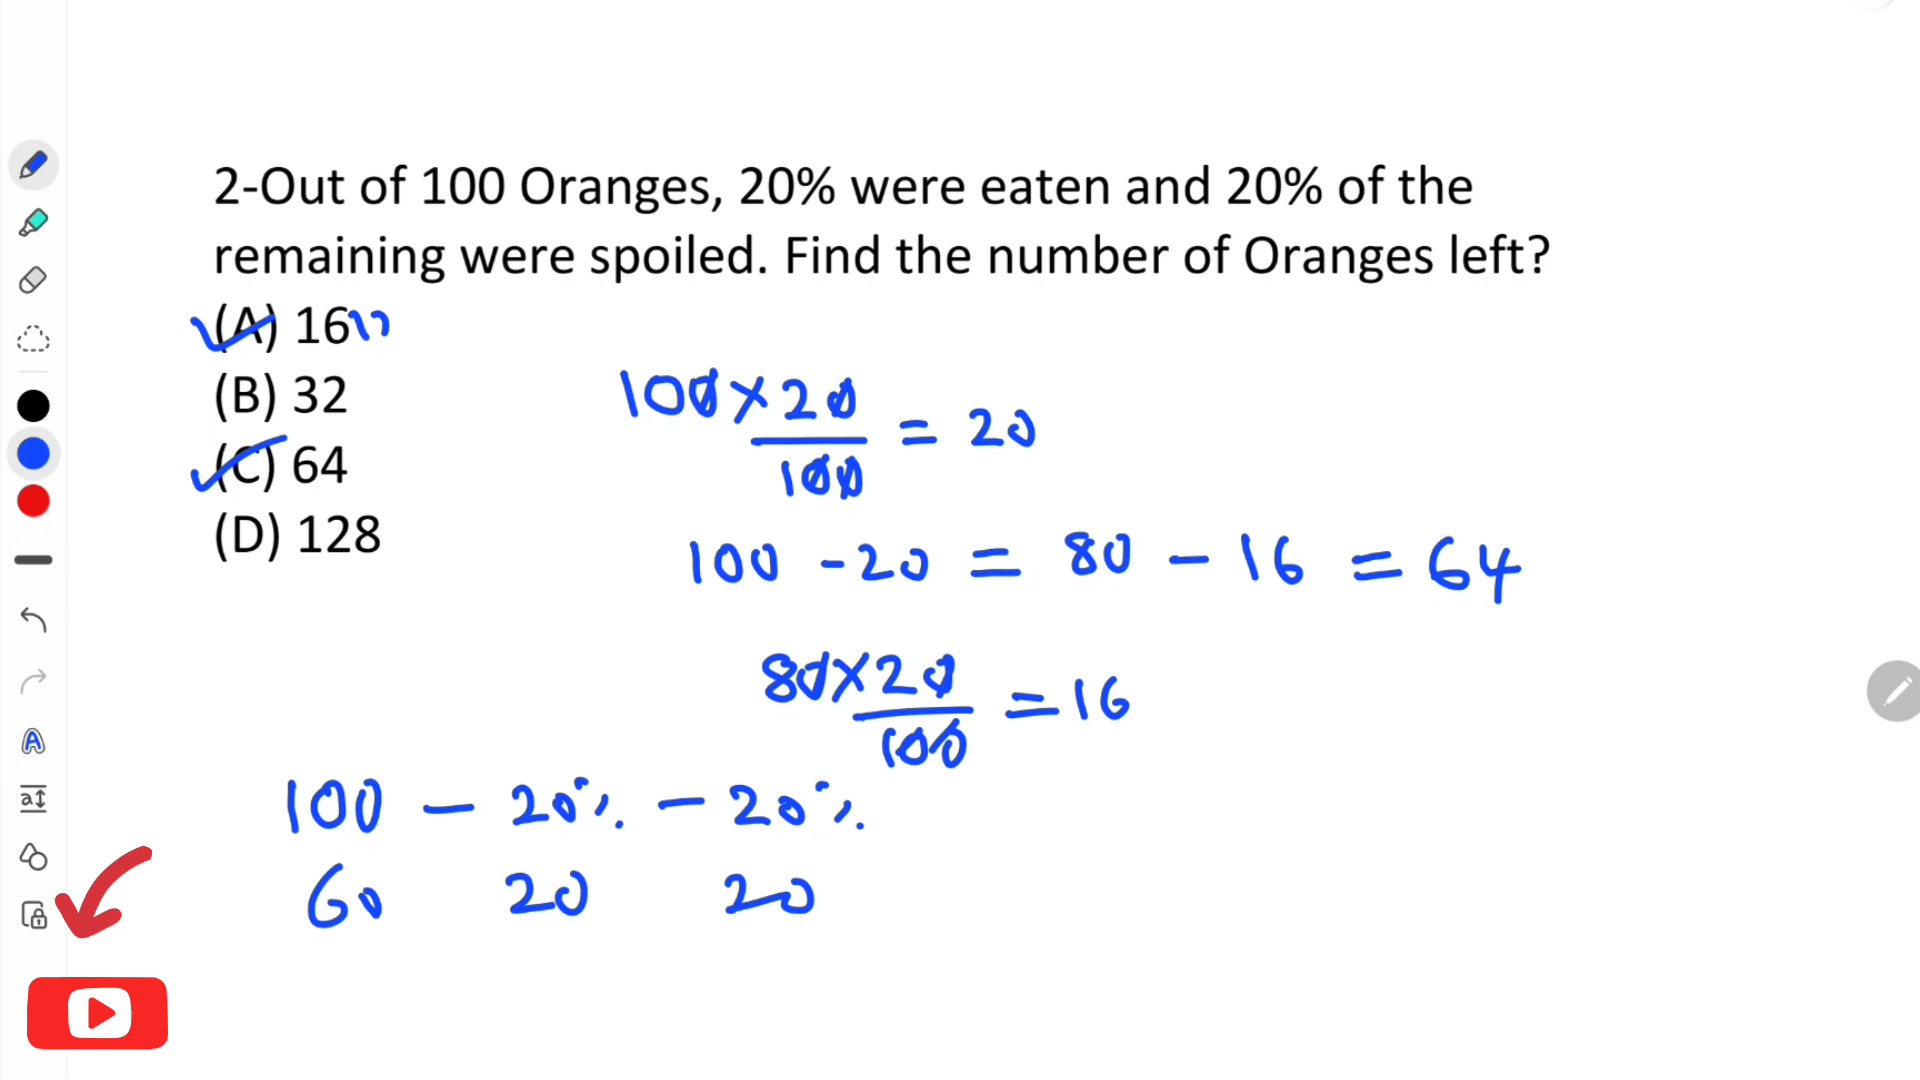 2-Out of 100 Oranges, 20% were eaten and 20% of the
remaining were spoiled. Find the number of Oranges left?
(A) 16
(B) 32
(C) 64
(D) 128
100 × 20
100
= 20
100 - 20 = 80 - 16 = 64
80 × 20
100
= 16
100 - 20% - 20%
60 20 20
A
a